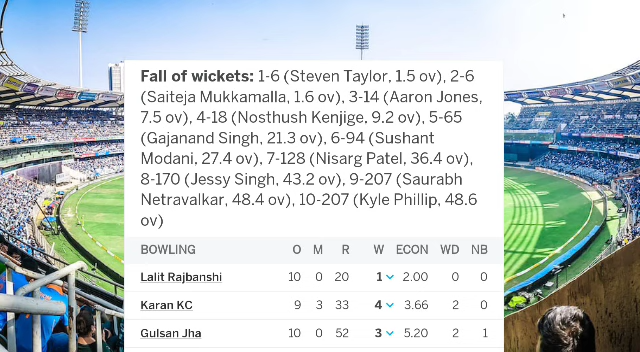 Fall of wickets: 1-6 (Steven Taylor, 1.5 ov), 2-6
(Saiteja Mukkamalla, 1.6 ov), 3-14 (Aaron Jones,
7.5 ov), 4-18 (Nosthush Kenjige, 9.2 ov), 5-65
(Gajanand Singh, 21.3 ov), 6-94 (Sushant
Modani, 27.4 ov), 7-128 (Nisarg Patel, 36.4 ov),
8-170 (Jessy Singh, 43.2 ov), 9-207 (Saurabh
Netravalkar, 48.4 ov), 10-207 (Kyle Phillip, 48.6
ov)
BOWLING O M R W ECON WD NB
Lalit Rajbanshi 10 0 20 1 2.00 0 0
Karan KC 9 3 33 4 3.66 2 0
Gulsan Jha 10 0 52 3 5.20 2 1